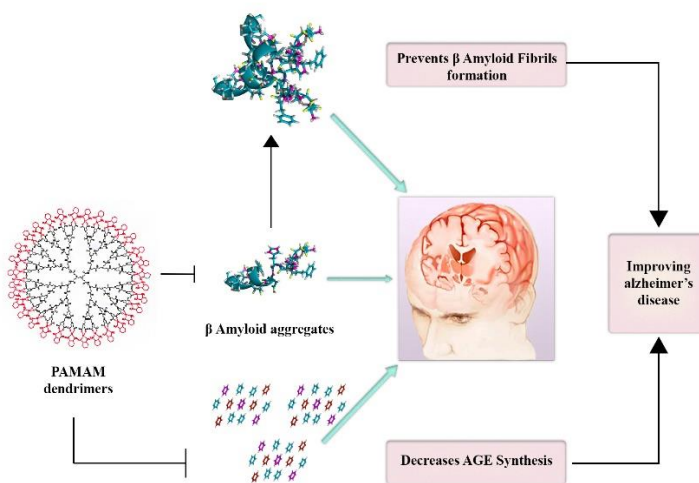 Prevents β Amyloid Fibrils
formation
β Amyloid aggregates
PAMAM
dendrimers
Improving
alzheimer's
disease
Decreases AGE Synthesis